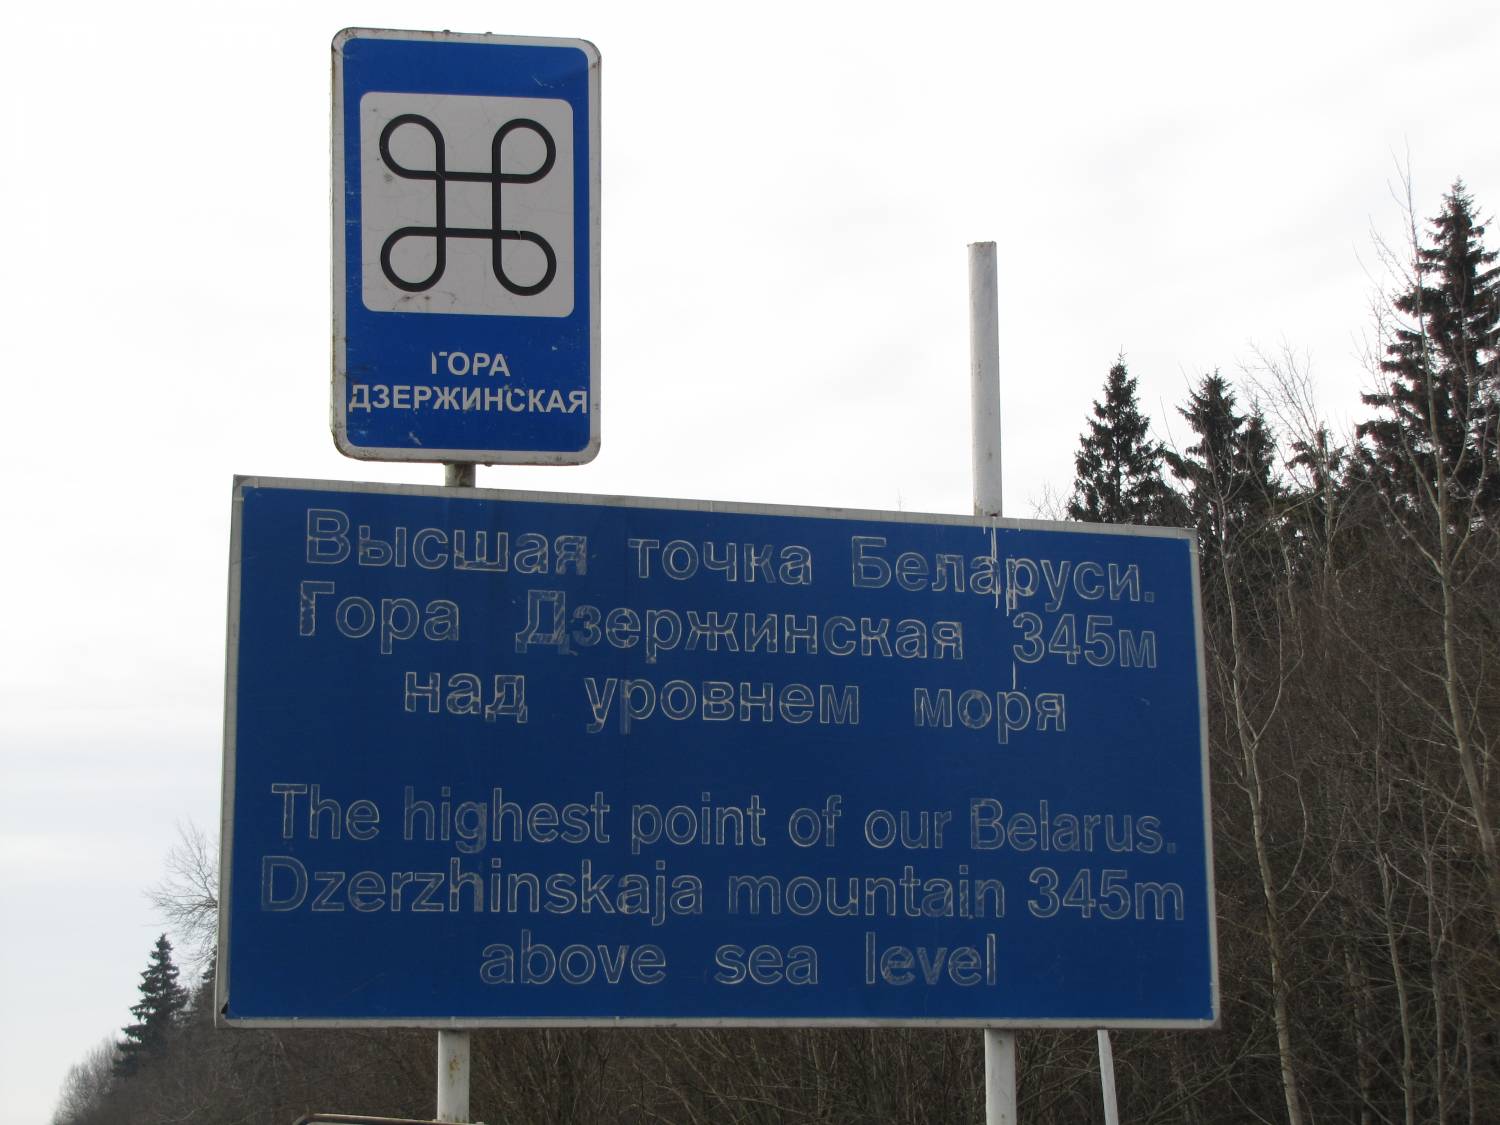 ГОРА
ДЗЕРЖИНСКАЯ
Высшая точка Беларуси.
Гора Дзержинская 345м
над уровнем моря
The highest point of our Belarus.
Dzerzhinskaja mountain 345m
above sea level